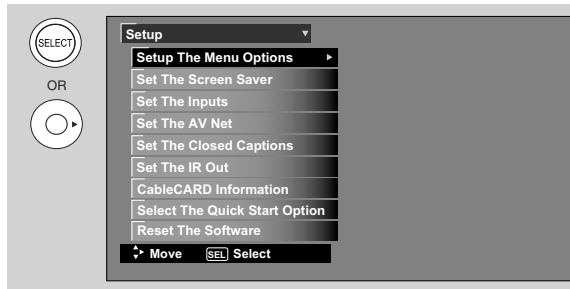 SELECT
OR
Setup
Setup The Menu Options
Set The Screen Saver
Set The Inputs
Set The AV Net
Set The Closed Captions
Set The IR Out
CableCARD Information
Select The Quick Start Option
Reset The Software
Move SEL Select